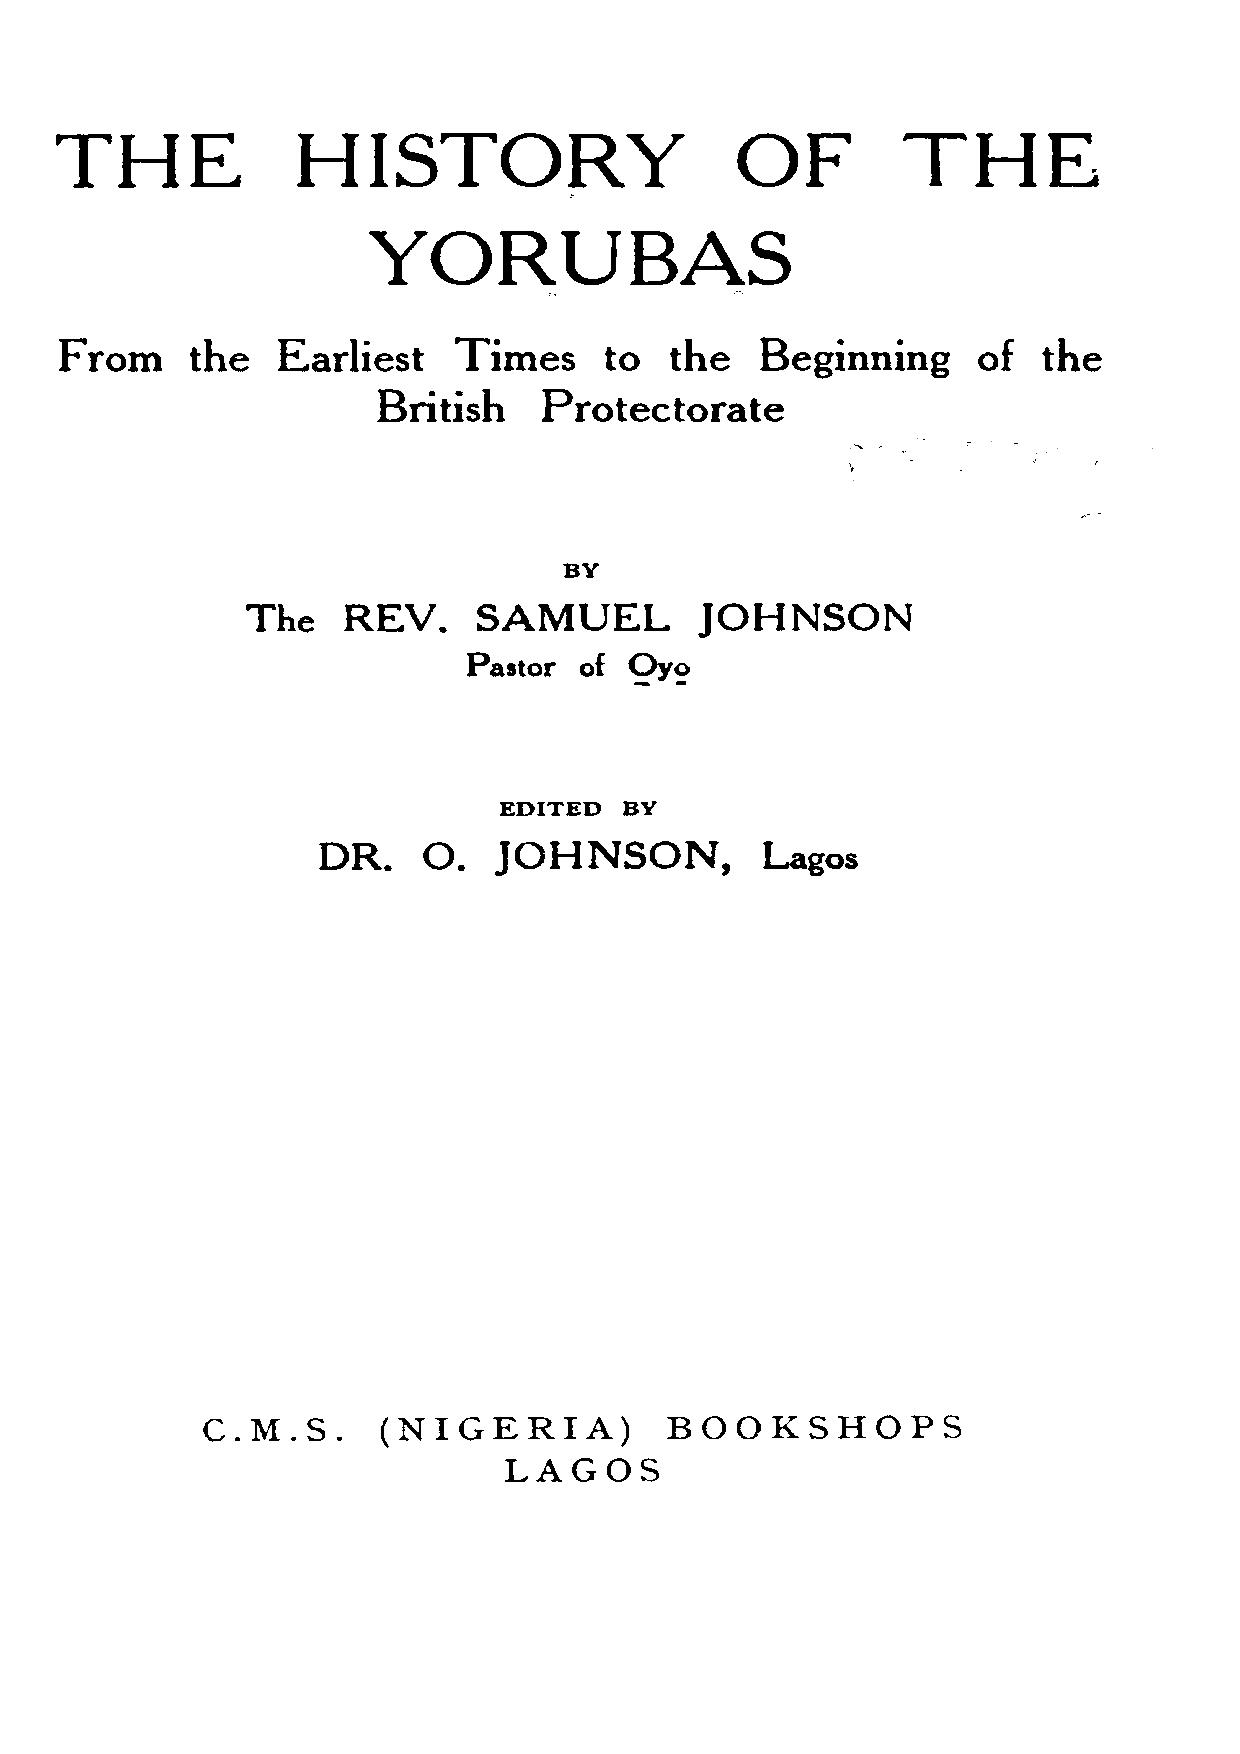 THE HISTORY OF THE
YORUBAS
From the Earliest Times to the Beginning of the
British Protectorate
BY
The REV. SAMUEL JOHNSON
Pastor of Ọyọ
EDITED BY
DR. O. JOHNSON, Lagos
C.M.S. (NIGERIA) BOOKSHOPS
LAGOS